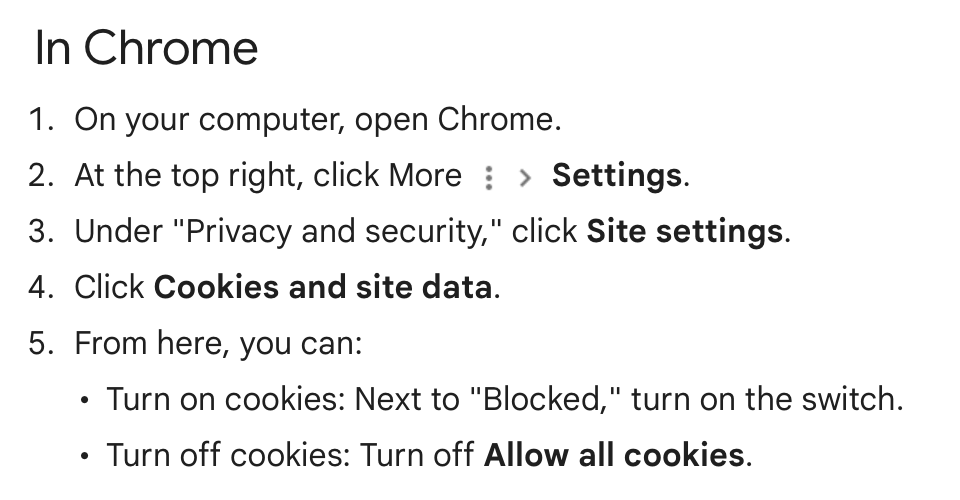 In Chrome
1. On your computer, open Chrome.
2. At the top right, click More ⋮ > Settings.
3. Under "Privacy and security," click Site settings.
4. Click Cookies and site data.
5. From here, you can:
• Turn on cookies: Next to "Blocked," turn on the switch.
• Turn off cookies: Turn off Allow all cookies.